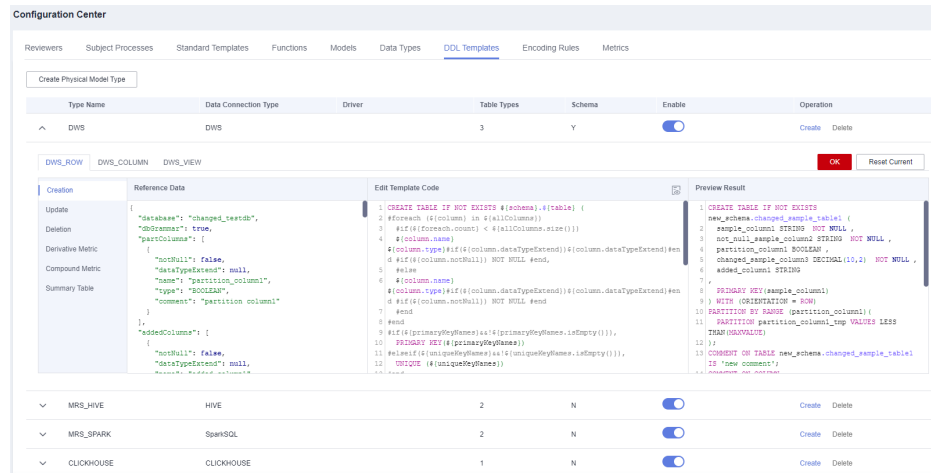 Configuration Center
Reviewers Subject Processes Standard Templates Functions Models Data Types DDL Templates Encoding Rules Metrics
Create Physical Model Type
Type Name Data Connection Type Driver Table Types Schema Enable Operation
DWS DWS 3 Y Create Delete
DWS_ROW DWS_COLUMN DWS_VIEW OK Reset Current
Creation
Update
Deletion
Derivative Metric
Compound Metric
Summary Table
Reference Data
{
"database": "changed_testdb",
"dbGrammar": true,
"partColumns": [
{
"notNull": false,
"dataTypeExtend": null,
"name": "partition_column1",
"type": "BOOLEAN",
"comment": "partition column1"
}
],
"addedColumns": [
{
"notNull": false,
"dataTypeExtend": null,
"name": "added_column1",
Edit Template Code
1 CREATE TABLE IF NOT EXISTS ${schema}.${table} (
2 #foreach (${column} in ${allColumns})
3 #if(${foreach.count} < ${allColumns.size()})
4 ${column.name}
${column.type}#if(${column.dataTypeExtend})${column.dataTypeExtend}#en
d #if(${column.notNull}) NOT NULL #end,
5 #else
6 ${column.name}
${column.type}#if(${column.dataTypeExtend})${column.dataTypeExtend}#en
d #if(${column.notNull}) NOT NULL #end
7 #end
8 #end
9 #if(${primaryKeyNames}&&!${primaryKeyNames.isEmpty()}),
10 PRIMARY KEY(${primaryKeyNames})
11 #elseif(${uniqueKeyNames}&&!${uniqueKeyNames.isEmpty()}),
12 UNIQUE (${uniqueKeyNames})
Preview Result
1 CREATE TABLE IF NOT EXISTS
new_schema.changed_sample_table1 (
2 sample_column1 STRING NOT NULL ,
3 not_null_sample_column2 STRING NOT NULL ,
4 partition_column1 BOOLEAN ,
5 changed_sample_column3 DECIMAL(10,2) NOT NULL ,
6 added_column1 STRING
7 ,
8 PRIMARY KEY(sample_column1)
9 ) WITH (ORIENTATION = ROW)
10 PARTITION BY RANGE (partition_column1)(
11 PARTITION partition_column1_tmp VALUES LESS
THAN(MAXVALUE)
12 );
13 COMMENT ON TABLE new_schema.changed_sample_table1
IS 'new comment';
14 COMMENT ON COLUMN
MRS_HIVE HIVE 2 N Create Delete
MRS_SPARK SparkSQL 2 N Create Delete
CLICKHOUSE CLICKHOUSE 1 N Create Delete